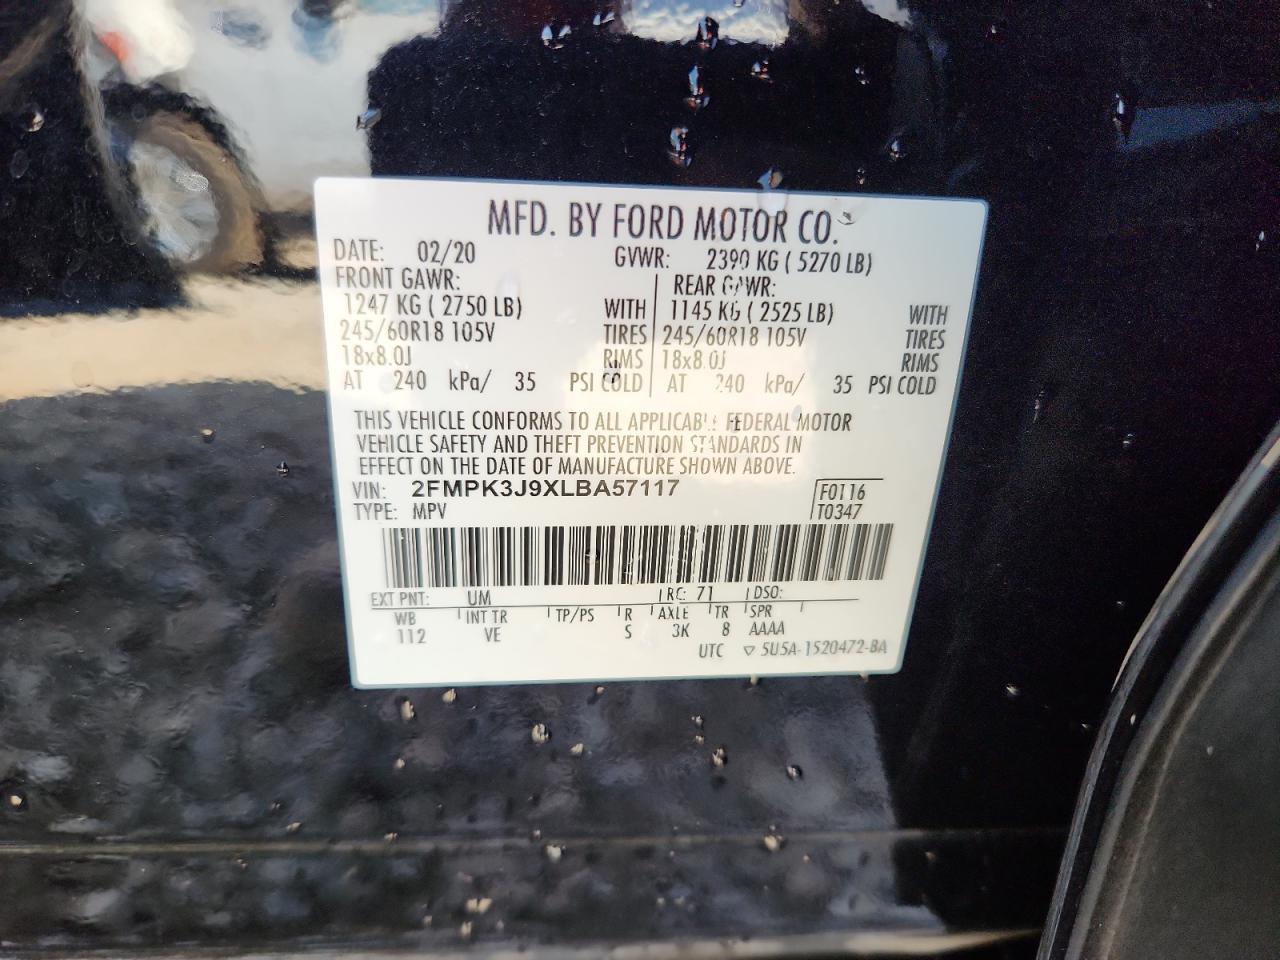 MFD. BY FORD MOTOR CO.
DATE: 02/20 GVWR: 2390 KG ( 5270 LB)
FRONT GAWR: REAR GAWR:
1247 KG ( 2750 LB) WITH 1145 KG ( 2525 LB) WITH
245/60R18 105V TIRES 245/60R18 105V TIRES
18x8.0J RIMS 18x8.0J RIMS
AT 240 kPa/ 35 PSI COLD AT 240 kPa/ 35 PSI COLD
THIS VEHICLE CONFORMS TO ALL APPLICABLE FEDERAL MOTOR
VEHICLE SAFETY AND THEFT PREVENTION STANDARDS IN
EFFECT ON THE DATE OF MANUFACTURE SHOWN ABOVE.
VIN: 2FMPK3J9XLBA57117 F0116
TYPE: MPV T0347
EXT PNT: UM RC: 71 DSO:
WB INT TR TP/PS R AXLE TR SPR
112 VE S 3K 8 AAAA
UTC ▽ 5U5A-1520472-BA